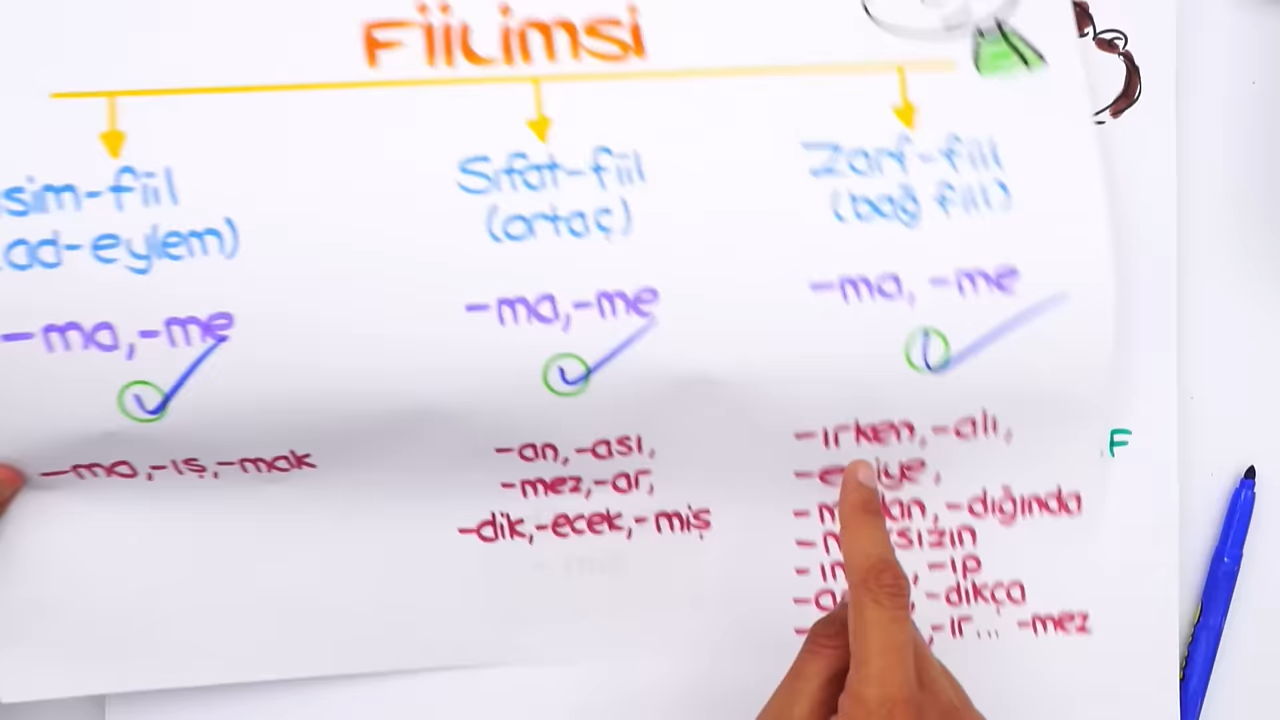 Fiilimsi
sim-fiil
ad-eylem)
-ma,-me
-ma,-ış,-mak
Sıfat-fiil
(ortaç)
-ma,-me
-an,-ası,
-mez,-ar,
-dik,-ecek,-miş
Zarf-fiil
(bağ fiil)
-ma, -me
-ırken,-alı,
-dığında
-ıp
-dikça
-ır... -mez
F